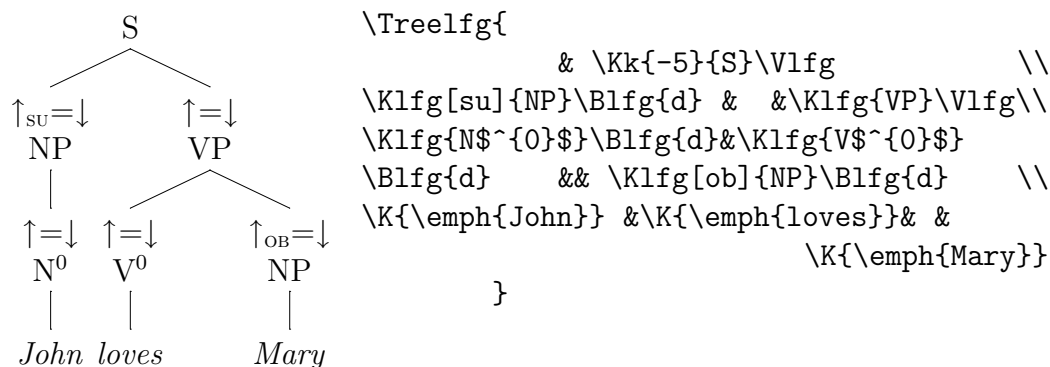 S
↑SU=↓ ↑=↓
NP VP
↑=↓ ↑=↓ ↑OB=↓
N⁰ V⁰ NP
John loves Mary
\Treelfg{
& \Kk{-5}{S}\Vlfg \\
\Klfg[su]{NP}\Blfg{d} & &\Klfg{VP}\Vlfg\\
\Klfg{N$^{0}$}\Blfg{d}&\Klfg{V$^{0}$}
\Blfg{d} && \Klfg[ob]{NP}\Blfg{d} \\
\K{\emph{John}} &\K{\emph{loves}}& &
\K{\emph{Mary}}
}